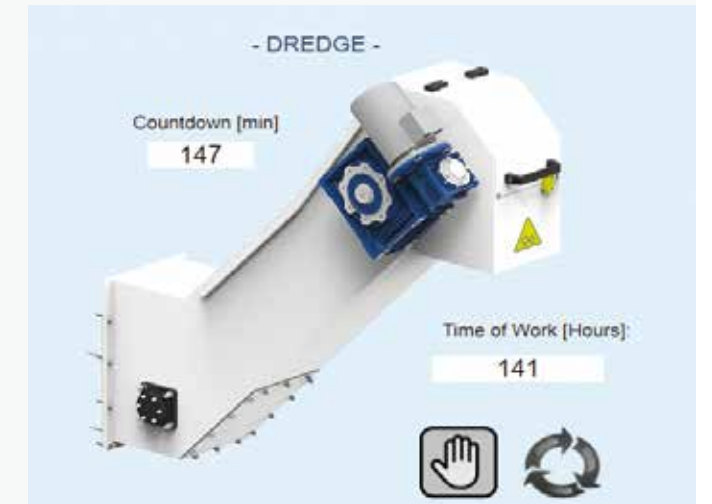 - DREDGE -
Countdown [min]
147
Time of Work [Hours]:
141